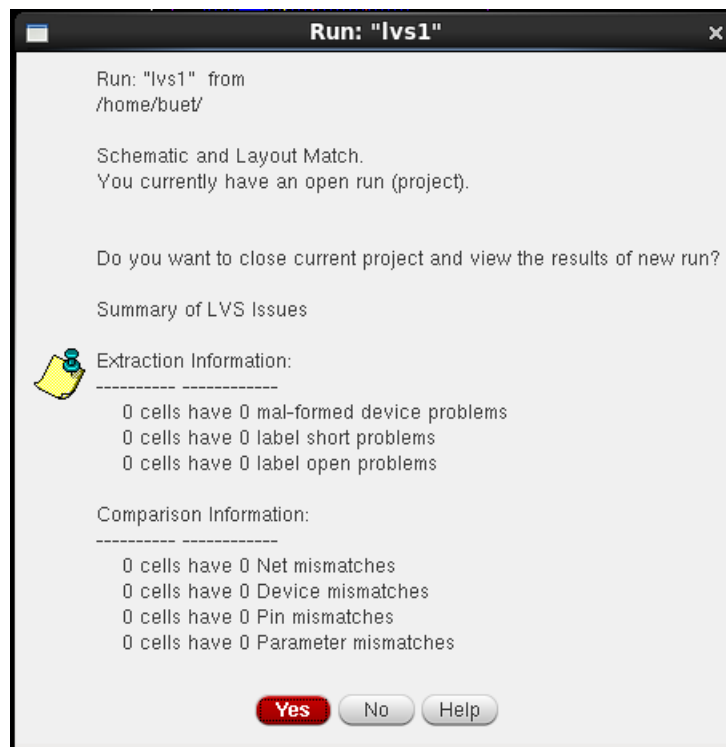 Run: "lvs1"
Run: "lvs1" from
/home/buet/
Schematic and Layout Match.
You currently have an open run (project).
Do you want to close current project and view the results of new run?
Summary of LVS Issues
Extraction Information:
---------- ------------
0 cells have 0 mal-formed device problems
0 cells have 0 label short problems
0 cells have 0 label open problems
Comparison Information:
---------- ------------
0 cells have 0 Net mismatches
0 cells have 0 Device mismatches
0 cells have 0 Pin mismatches
0 cells have 0 Parameter mismatches
Yes No Help